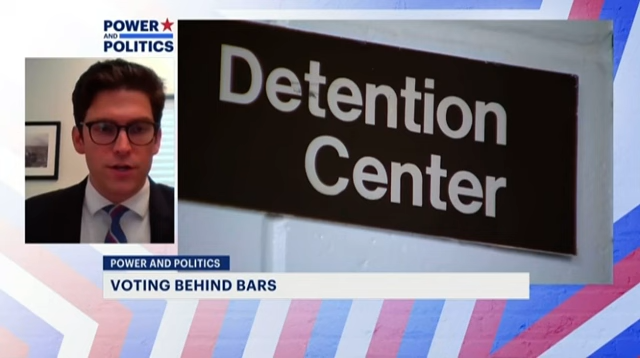 POWER
AND
POLITICS
Detention
Center
POWER AND POLITICS
VOTING BEHIND BARS